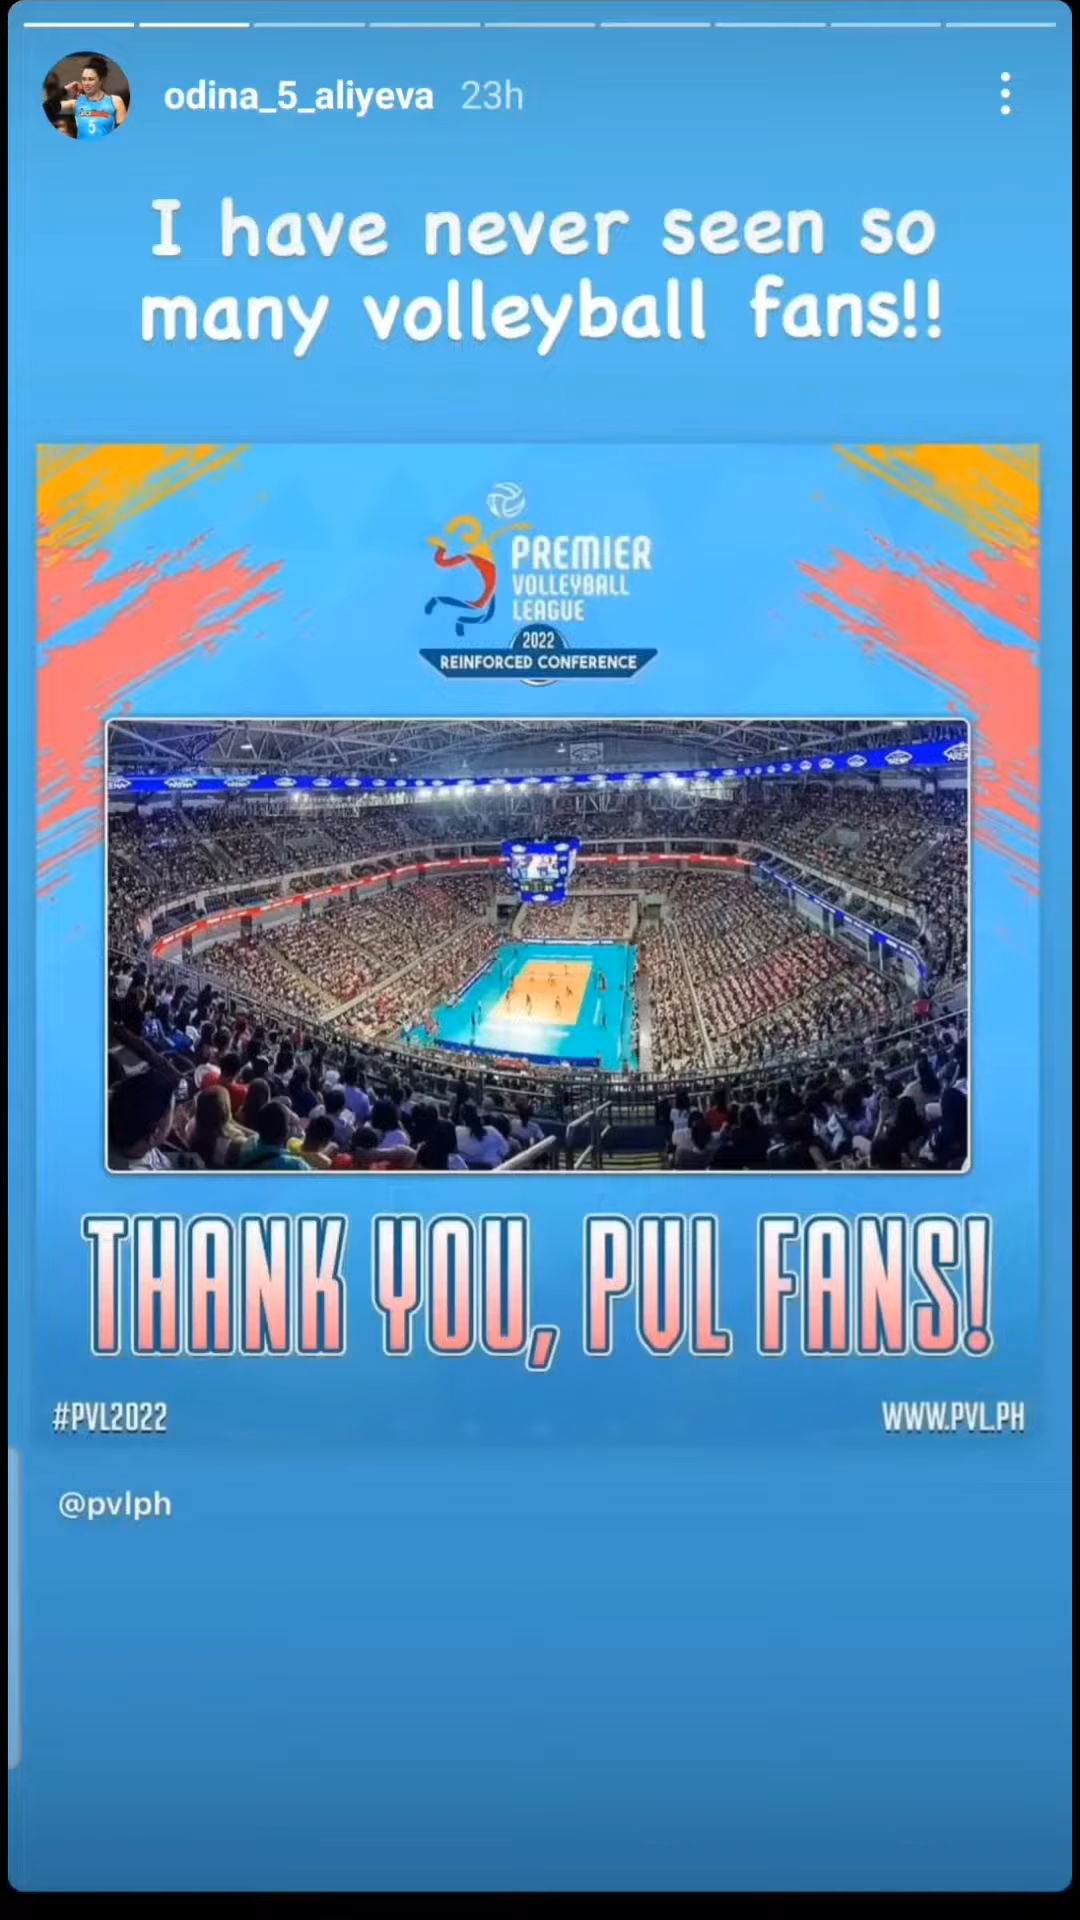 odina_5_aliyeva 23h
I have never seen so
many volleyball fans!!
PREMIER
VOLLEYBALL
LEAGUE
2022
REINFORCED CONFERENCE
THANK YOU, PVL FANS!
#PVL2022
WWW.PVL.PH
@pvlph